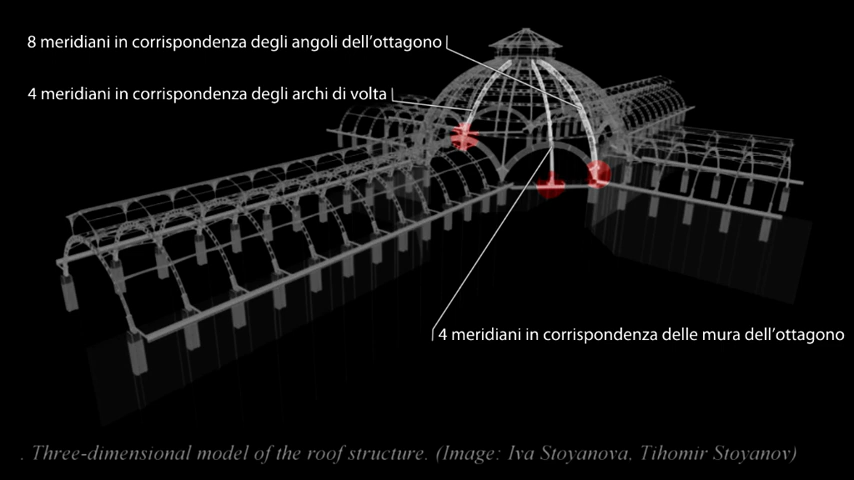 8 meridiani in corrispondenza degli angoli dell'ottagono
4 meridiani in corrispondenza degli archi di volta
4 meridiani in corrispondenza delle mura dell'ottagono
. Three-dimensional model of the roof structure. (Image: Iva Stoyanova, Tihomir Stoyanov)